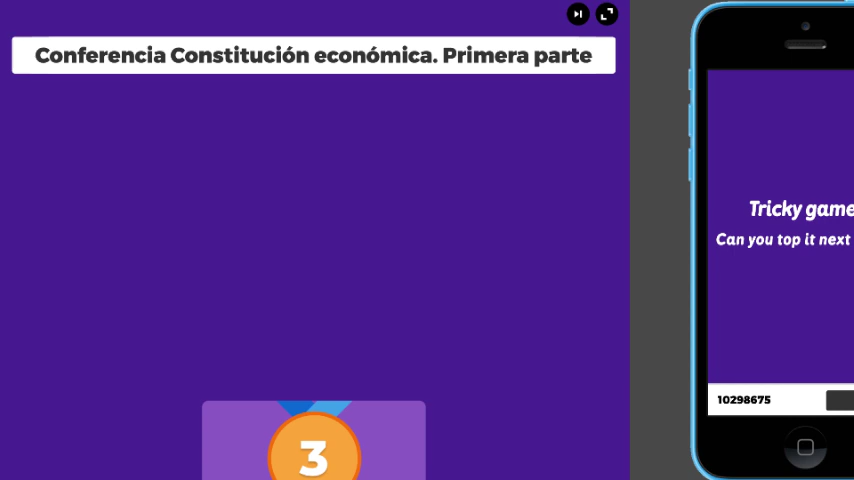 Conferencia Constitución económica. Primera parte
Tricky game
Can you top it next
10298675
3